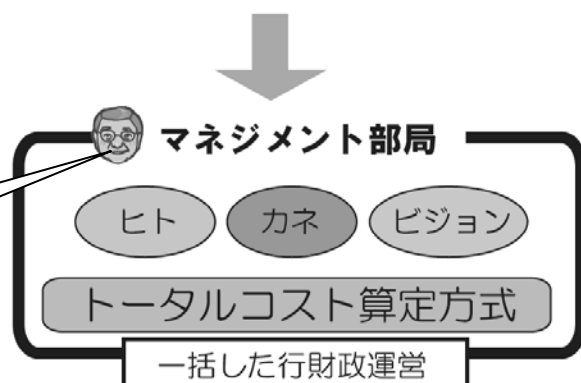 マネジメント部局
ヒト カネ ビジョン
トータルコスト算定方式
一括した行財政運営